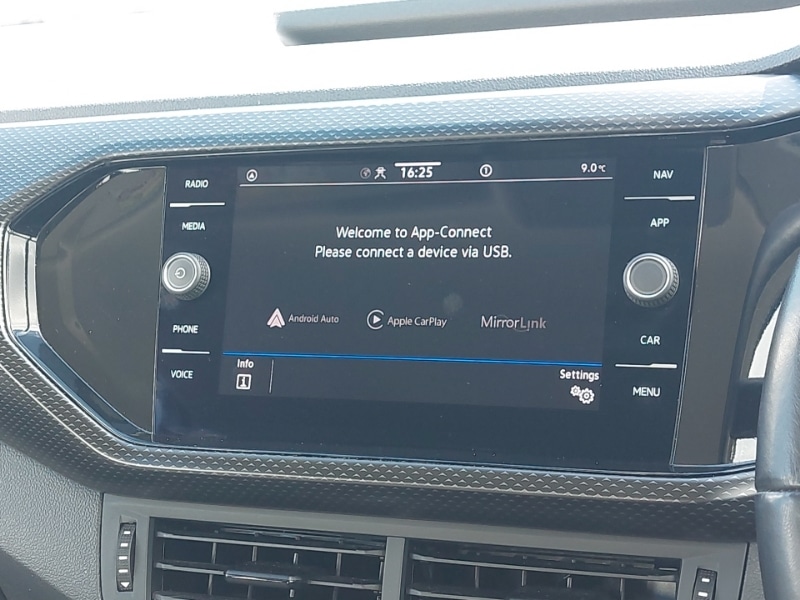 RADIO
MEDIA
PHONE
VOICE
16:25
9.0°C
Welcome to App-Connect
Please connect a device via USB.
Android Auto Apple CarPlay MirrorLink
Info
Settings
NAV
APP
CAR
MENU